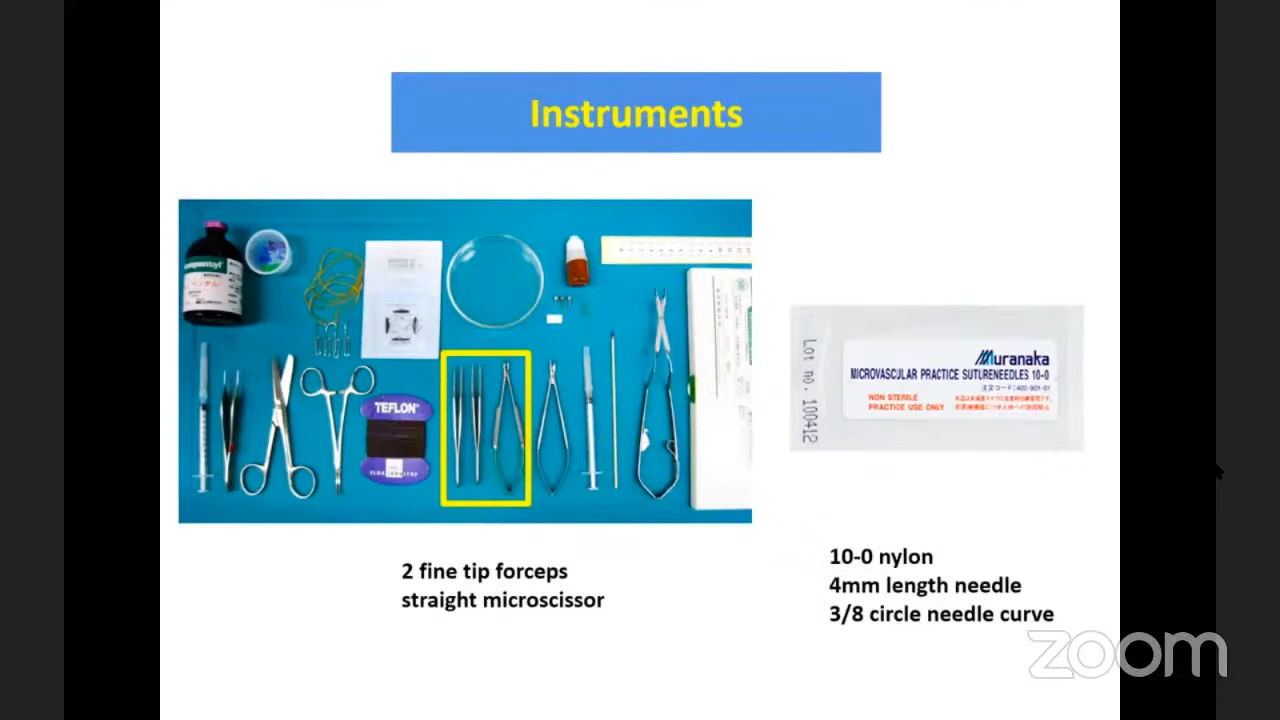 Instruments
TEFLON
2 fine tip forceps
straight microscissor
Lot no. 100412
Muranaka
MICROVASCULAR PRACTICE SUTURENEEDLES 10-0
NON STERILE
PRACTICE USE ONLY
10-0 nylon
4mm length needle
3/8 circle needle curve
zoom